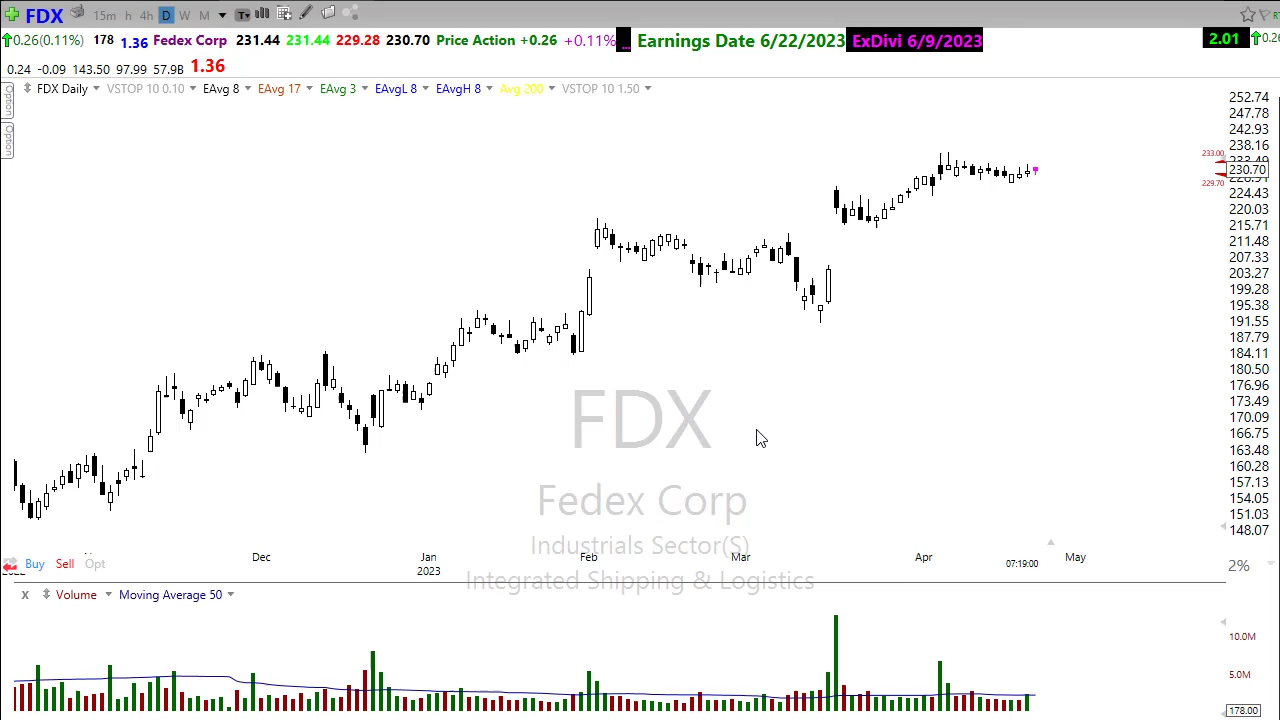 FDX 15m h 4h D W M T
0.26(0.11%) 178 1.36 Fedex Corp 231.44 231.44 229.28 230.70 Price Action +0.26 +0.11% ... Earnings Date 6/22/2023 ExDivi 6/9/2023 2.01 0.26
0.24 -0.09 143.50 97.99 57.9B 1.36
FDX Daily VSTOP 10 0.10 EAvg 8 EAvg 17 EAvg 3 EAvgL 8 EAvgH 8 Avg 200 VSTOP 10 1.50
Option
Option
252.74
247.78
242.93
238.16
233.00
230.70
229.70
224.43
220.03
215.71
211.48
207.33
203.27
199.28
195.38
191.55
187.79
184.11
180.50
176.96
173.49
170.09
166.75
163.48
160.28
157.13
154.05
151.03
148.07
FDX
Fedex Corp
Industrials Sector(S)
Integrated Shipping & Logistics
Dec Jan Feb Mar Apr May
2023
07:19:00
Buy Sell Opt
2%
x Volume Moving Average 50
10.0M
5.0M
178.00